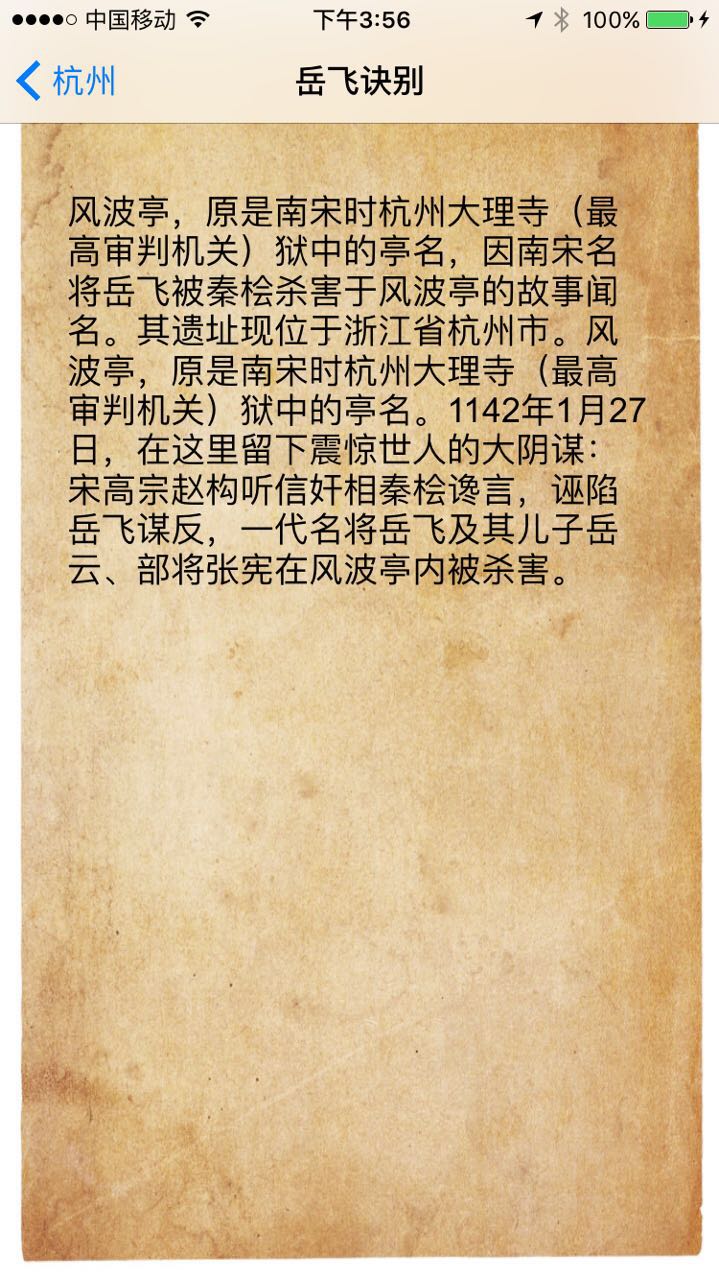 中国移动 下午3:56 100%
杭州 岳飞诀别
风波亭，原是南宋时杭州大理寺（最
高审判机关）狱中的亭名，因南宋名
将岳飞被秦桧杀害于风波亭的故事闻
名。其遗址现位于浙江省杭州市。风
波亭，原是南宋时杭州大理寺（最高
审判机关）狱中的亭名。1142年1月27
日，在这里留下震惊世人的大阴谋：
宋高宗赵构听信奸相秦桧谗言，诬陷
岳飞谋反，一代名将岳飞及其儿子岳
云、部将张宪在风波亭内被杀害。